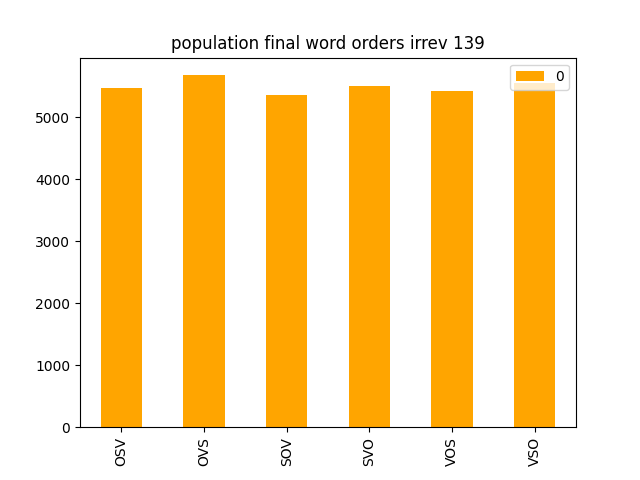 population final word orders irrev 139
0
5000
4000
3000
2000
1000
0
OSV
OVS
SOV
SVO
VOS
VSO